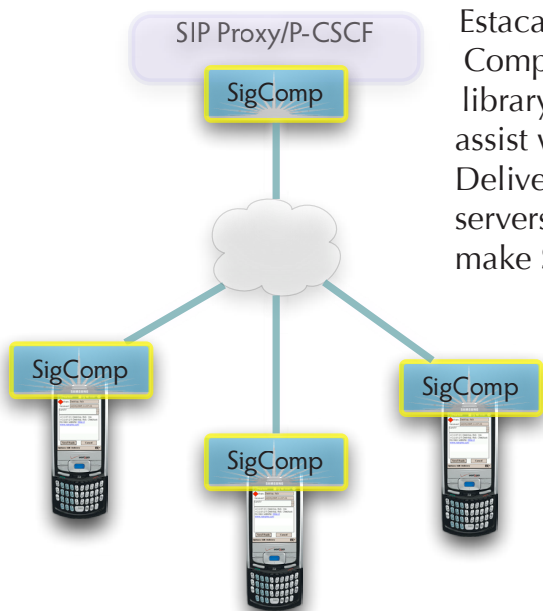 SIP Proxy/P-CSCF
SigComp
SigComp
SigComp
SigComp
Estaca
Comp
library
assist
Delive
servers
make